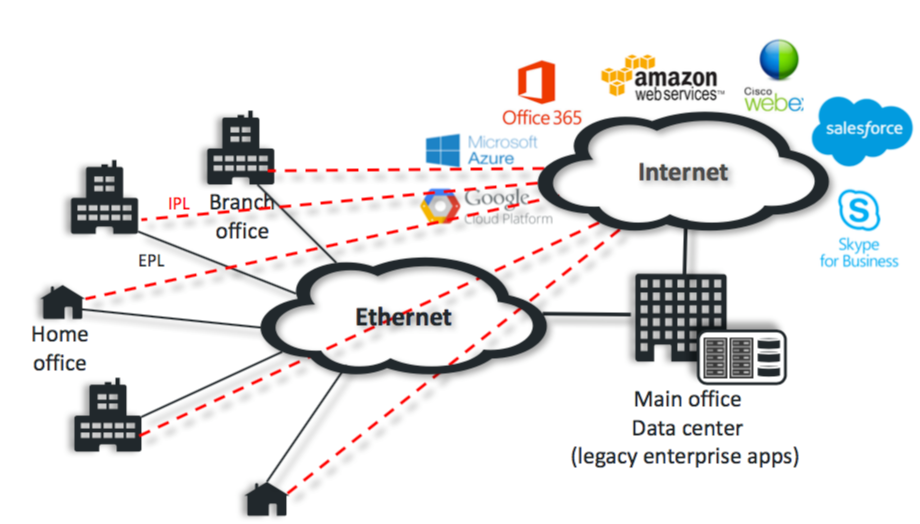 Office 365
amazon
web services™
Cisco
webex
salesforce
Microsoft
Azure
Internet
Google
Cloud Platform
IPL
Branch
office
S
Skype
for Business
EPL
Ethernet
Home
office
Main office
Data center
(legacy enterprise apps)